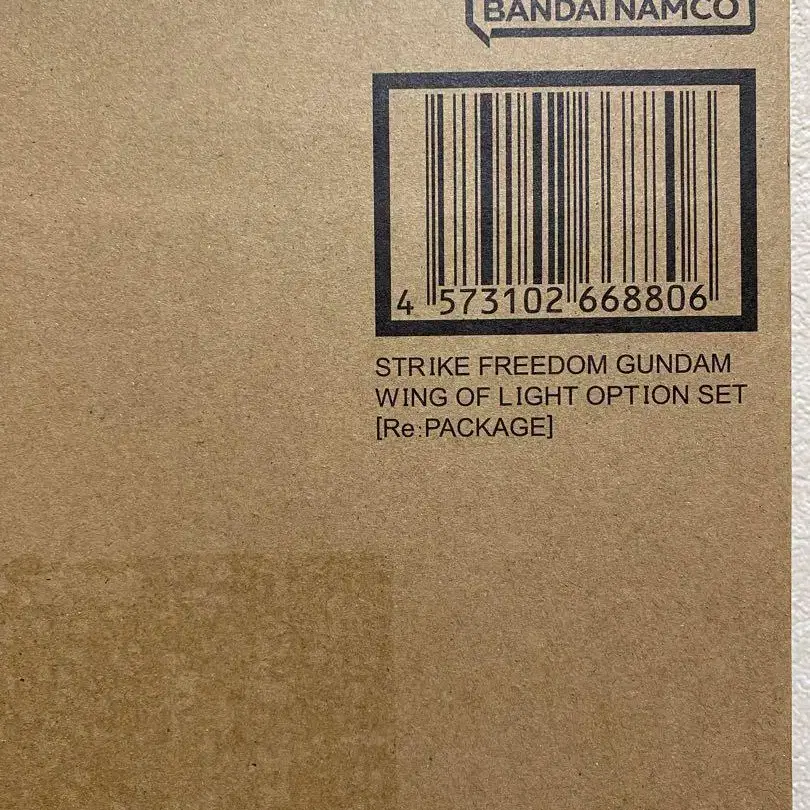 BANDAI NAMCO
4 573102 668806
STRIKE FREEDOM GUNDAM
WING OF LIGHT OPTION SET
[Re:PACKAGE]